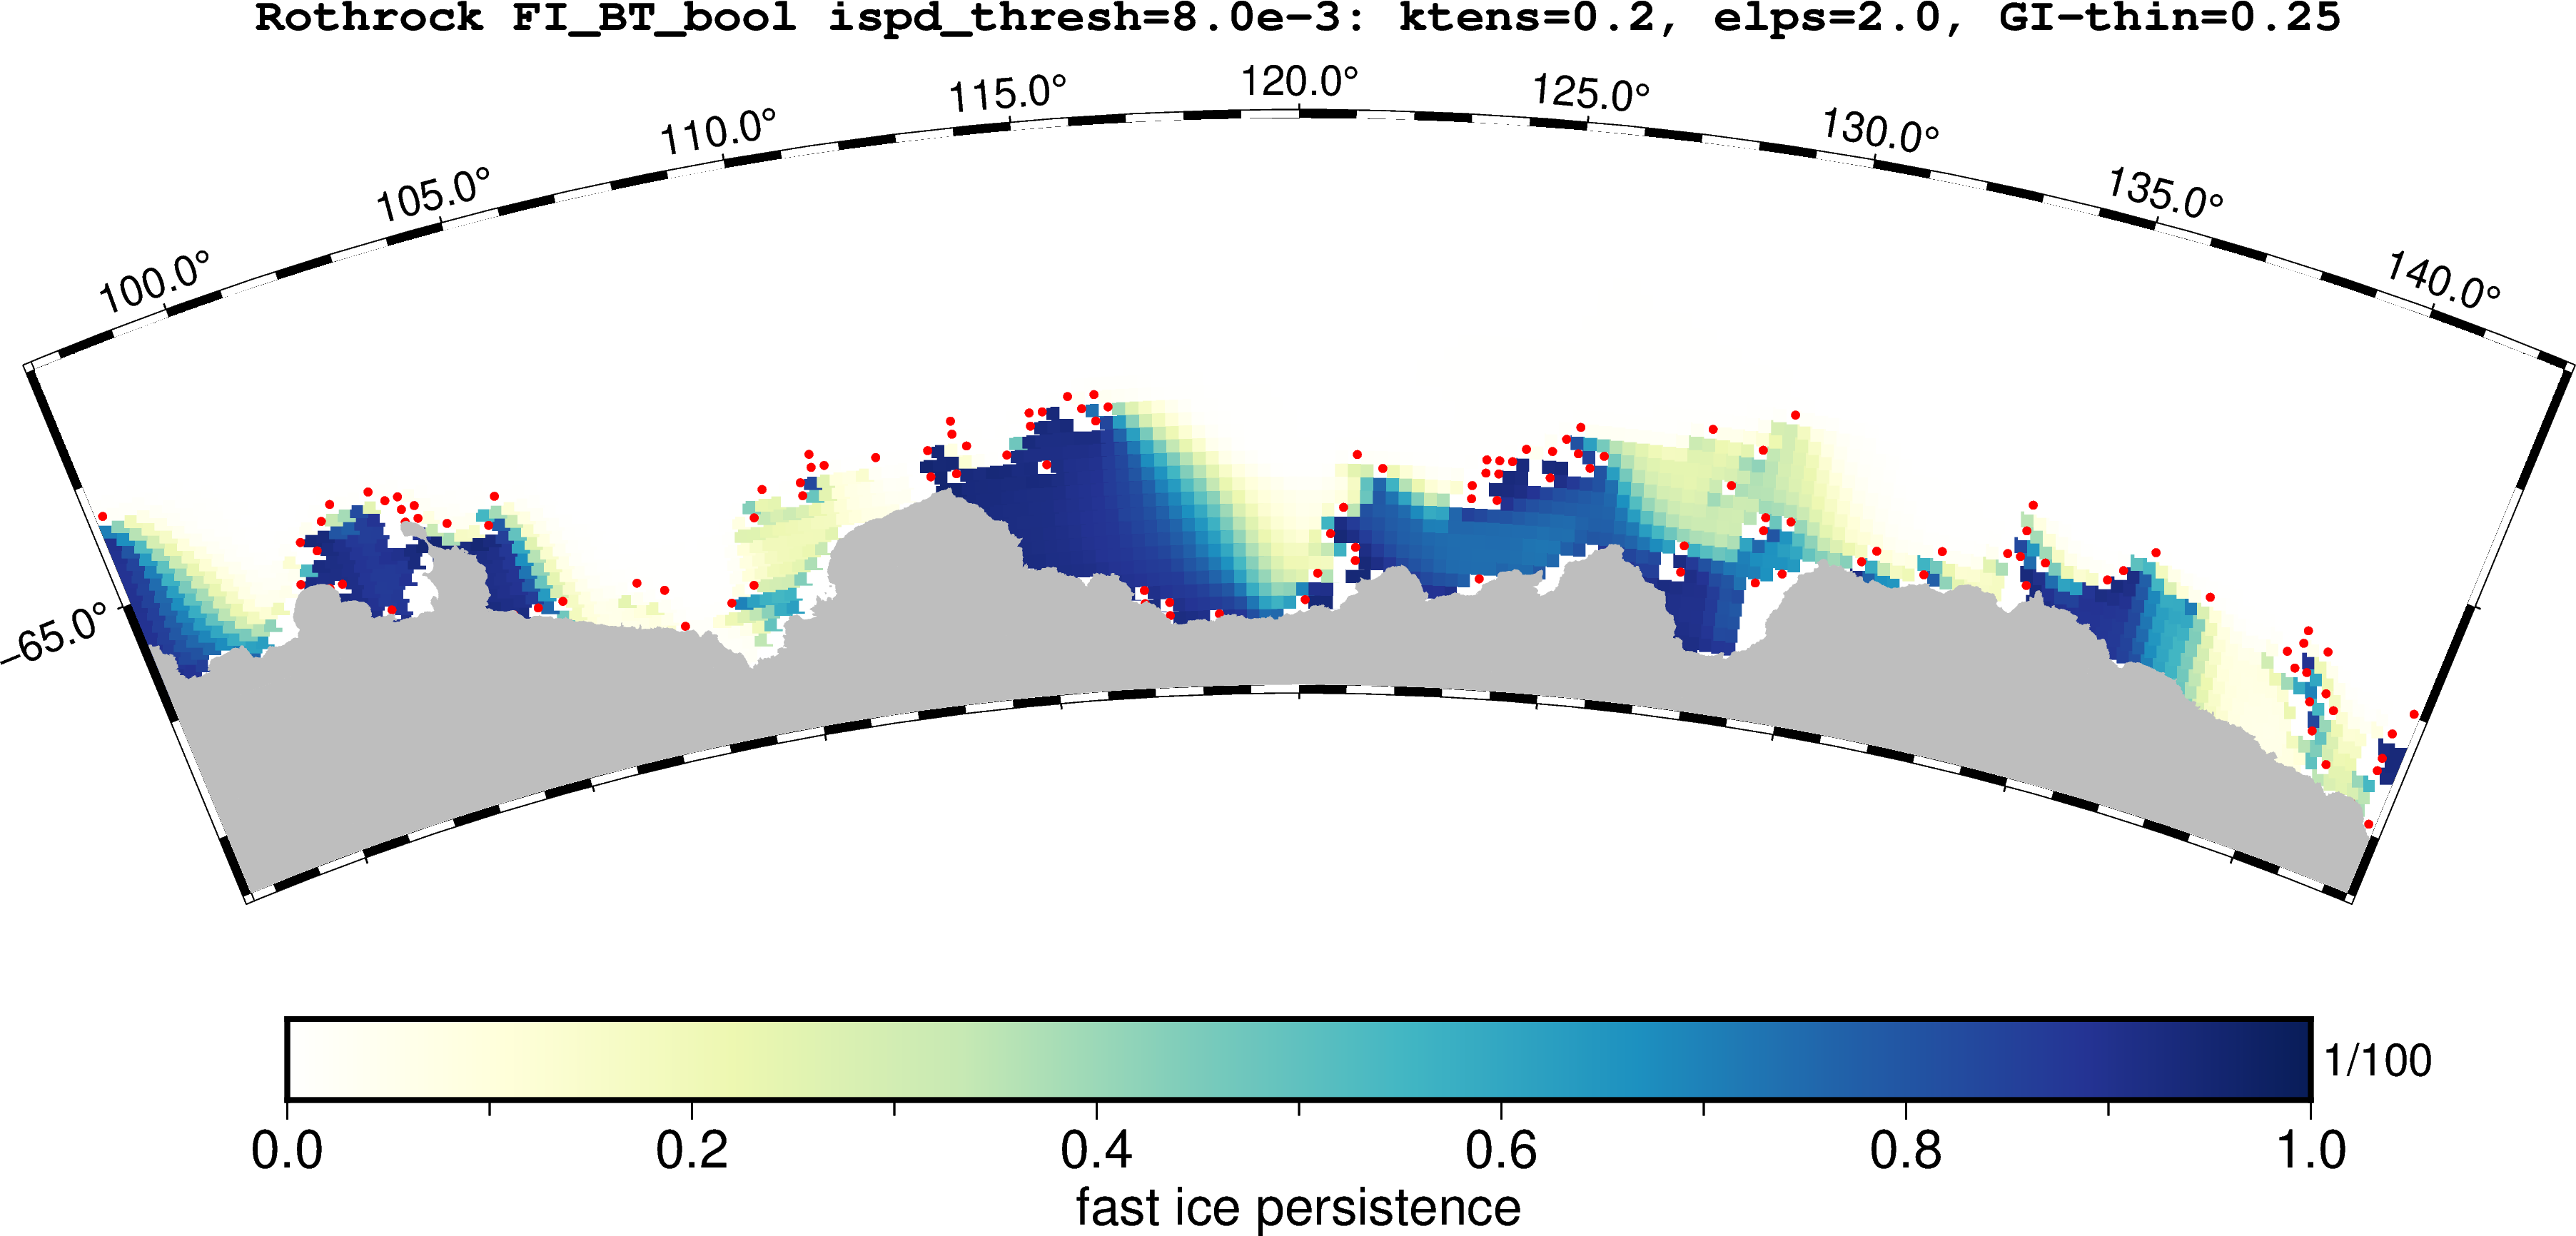 Rothrock FI_BT_bool ispd_thresh=8.0e-3: ktens=0.2, elps=2.0, GI-thin=0.25
100.0° 105.0° 110.0° 115.0° 120.0° 125.0° 130.0° 135.0° 140.0°
-65.0°
1/100
0.0 0.2 0.4 0.6 0.8 1.0
fast ice persistence